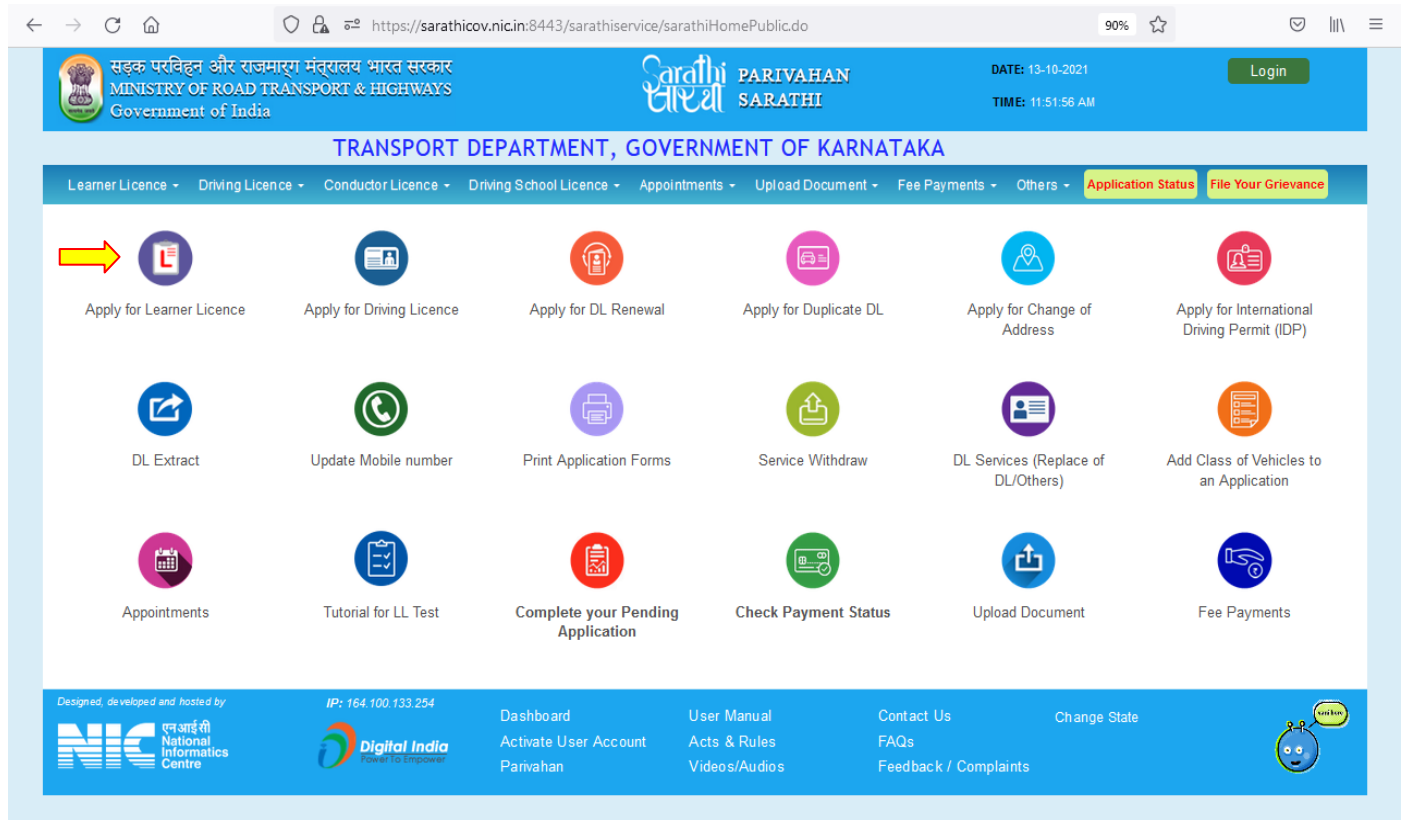 https://sarathicov.nic.in:8443/sarathiservice/sarathiHomePublic.do 90%
सड़क परविहन और राजमार्ग मंत्रालय भारत सरकार
MINISTRY OF ROAD TRANSPORT & HIGHWAYS
Government of India
Sarathi
सारथी
PARIVAHAN
SARATHI
DATE: 13-10-2021
TIME: 11:51:56 AM
Login
TRANSPORT DEPARTMENT, GOVERNMENT OF KARNATAKA
Learner Licence Driving Licence Conductor Licence Driving School Licence Appointments Upload Document Fee Payments Others Application Status File Your Grievance
L
Apply for Learner Licence
Apply for Driving Licence
Apply for DL Renewal
Apply for Duplicate DL
Apply for Change of
Address
Apply for International
Driving Permit (IDP)
DL Extract
Update Mobile number
Print Application Forms
Service Withdraw
DL Services (Replace of
DL/Others)
Add Class of Vehicles to
an Application
Appointments
Tutorial for LL Test
Complete your Pending
Application
Check Payment Status
Upload Document
Fee Payments
Designed, developed and hosted by
NIC
एन आई सी
National
Informatics
Centre
IP: 164.100.133.254
Digital India
Power To Empower
Dashboard User Manual Contact Us Change State
Activate User Account Acts & Rules FAQs
Parivahan Videos/Audios Feedback / Complaints